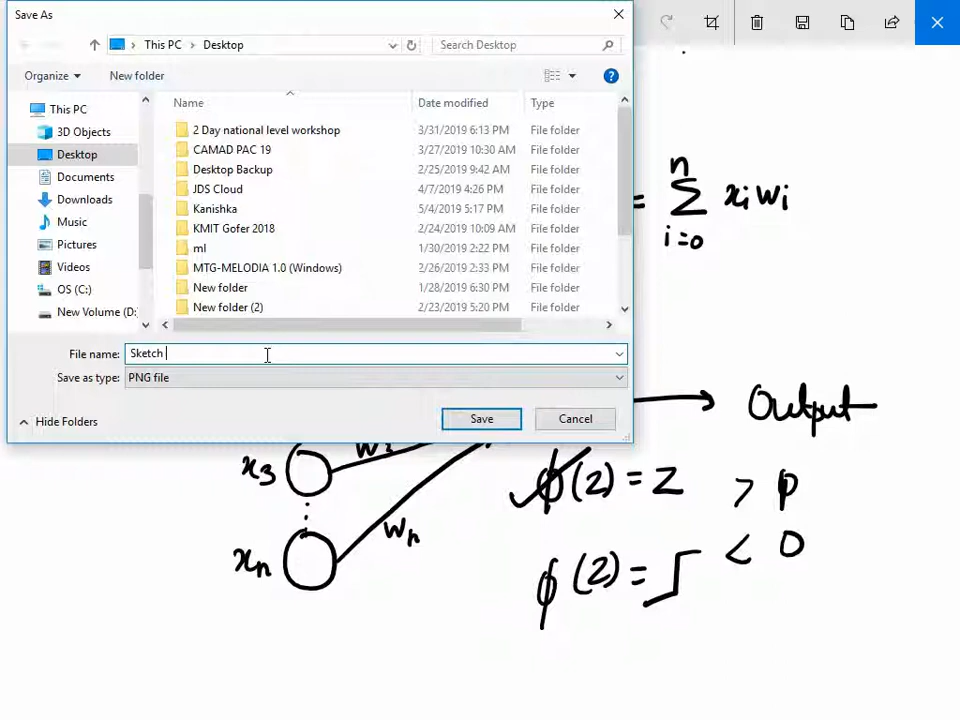 Save As
This PC
Desktop
Search Desktop
Organize
New folder
Name
Date modified
Type
This PC
3D Objects
Desktop
Documents
Downloads
Music
Pictures
Videos
OS (C:)
New Volume (D:
2 Day national level workshop 3/31/2019 6:13 PM File folder
CAMAD PAC 19 3/27/2019 10:30 AM File folder
Desktop Backup 2/25/2019 9:42 AM File folder
JDS Cloud 4/7/2019 4:26 PM File folder
Kanishka 5/4/2019 5:17 PM File folder
KMIT Gofer 2018 2/24/2019 10:09 AM File folder
ml 1/30/2019 2:22 PM File folder
MTG-MELODIA 1.0 (Windows) 2/26/2019 2:33 PM File folder
New folder 1/28/2019 6:30 PM File folder
New folder (2) 2/23/2019 5:20 PM File folder
File name: Sketch
Save as type: PNG file
Hide Folders
Save
Cancel
= n Σ i=0 xi wi
Output
x3
xn
wn
φ(z) = z > p
φ(z) = < 0